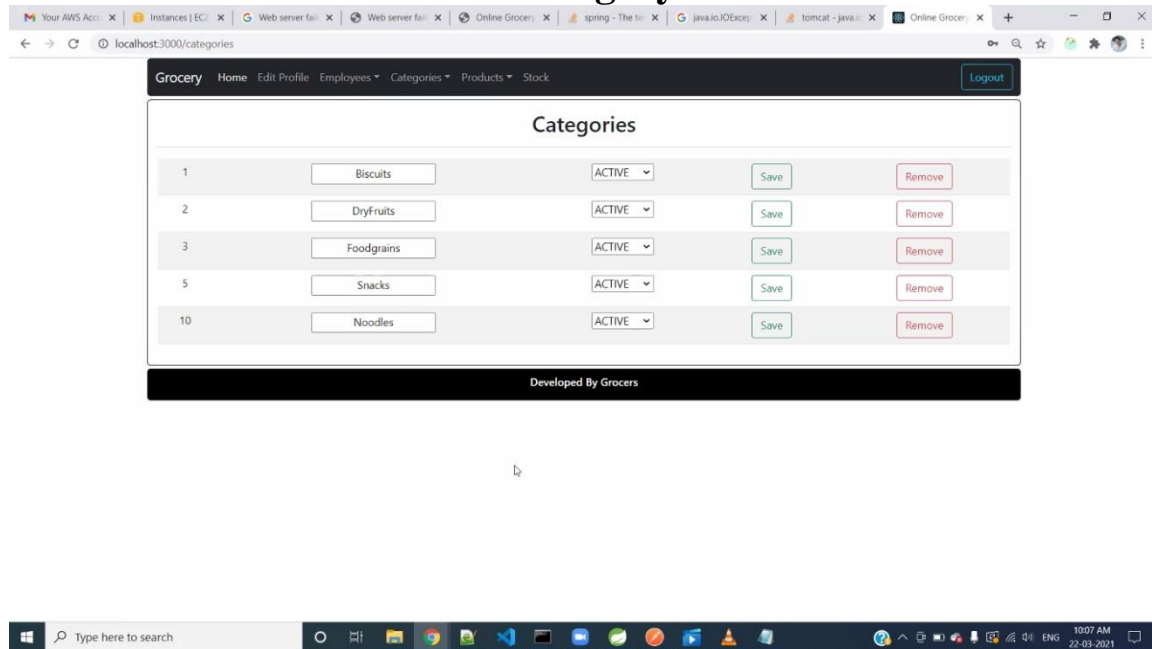 Your AWS Acc Instances | EC2 Web server fail Web server fail Online Grocery spring - The te java.io.IOExcep tomcat - java.i Online Grocery
localhost:3000/categories
Grocery Home Edit Profile Employees Categories Products Stock Logout
Categories
1 Biscuits ACTIVE Save Remove
2 DryFruits ACTIVE Save Remove
3 Foodgrains ACTIVE Save Remove
5 Snacks ACTIVE Save Remove
10 Noodles ACTIVE Save Remove
Developed By Grocers
Type here to search ENG 10:07 AM
22-03-2021